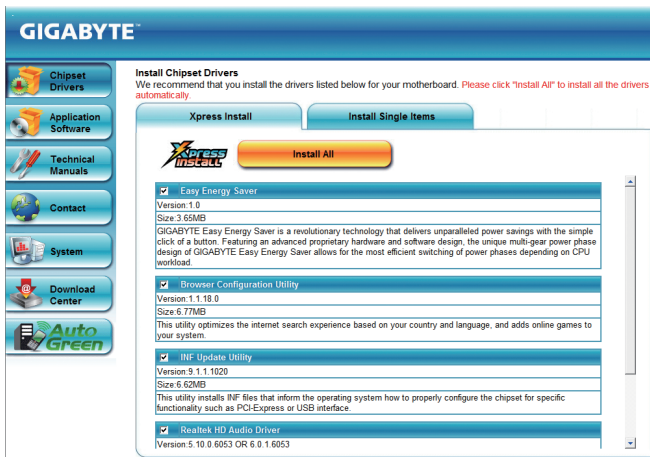 GIGABYTE™
Chipset
Drivers
Application
Software
Technical
Manuals
Contact
System
Download
Center
Auto
Green
Install Chipset Drivers
We recommend that you install the drivers listed below for your motherboard. Please click "Install All" to install all the drivers
automatically.
Xpress Install
Install Single Items
Xpress
Install
Install All
Easy Energy Saver
Version:1.0
Size:3.65MB
GIGABYTE Easy Energy Saver is a revolutionary technology that delivers unparalleled power savings with the simple
click of a button. Featuring an advanced proprietary hardware and software design, the unique multi-gear power phase
design of GIGABYTE Easy Energy Saver allows for the most efficient switching of power phases depending on CPU
workload.
Browser Configuration Utility
Version:1.1.18.0
Size:6.77MB
This utility optimizes the internet search experience based on your country and language, and adds online games to
your system.
INF Update Utility
Version:9.1.1.1020
Size:6.62MB
This utility installs INF files that inform the operating system how to properly configure the chipset for specific
functionality such as PCI-Express or USB interface.
Realtek HD Audio Driver
Version:5.10.0.6053 OR 6.0.1.6053